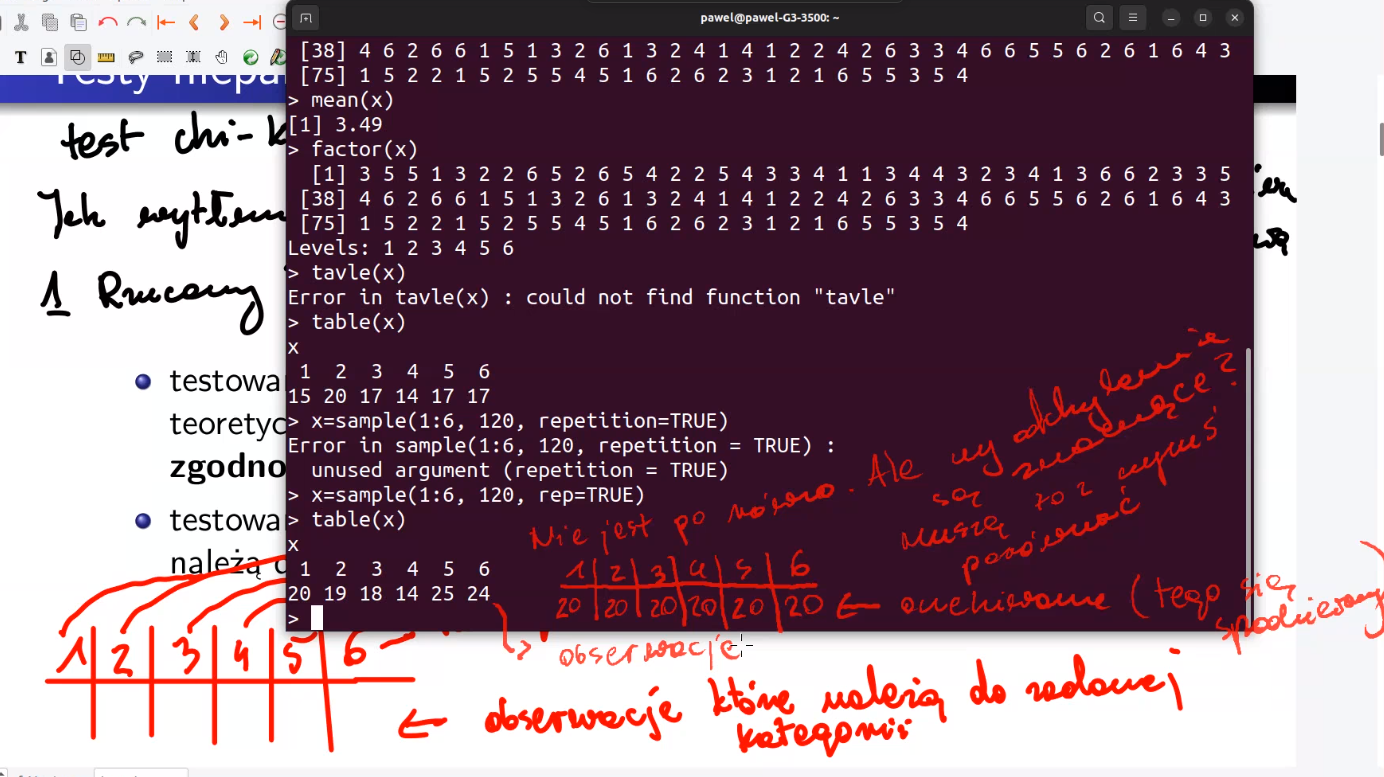 pawel@pawel-G3-3500: ~
[38] 4 6 2 6 6 1 5 1 3 2 6 1 3 2 4 1 4 1 2 2 4 2 6 3 3 4 6 6 5 5 6 2 6 1 6 4 3
[75] 1 5 2 2 1 5 2 5 5 4 5 1 6 2 6 2 3 1 2 1 6 5 5 3 5 4
> mean(x)
[1] 3.49
> factor(x)
[1] 3 5 5 1 3 2 2 6 5 2 6 5 4 2 2 5 4 3 3 4 1 1 3 4 4 3 2 3 4 1 3 6 6 2 3 3 5
[38] 4 6 2 6 6 1 5 1 3 2 6 1 3 2 4 1 4 1 2 2 4 2 6 3 3 4 6 6 5 5 6 2 6 1 6 4 3
[75] 1 5 2 2 1 5 2 5 5 4 5 1 6 2 6 2 3 1 2 1 6 5 5 3 5 4
Levels: 1 2 3 4 5 6
> tavle(x)
Error in tavle(x) : could not find function "tavle"
> table(x)
x
1 2 3 4 5 6
15 20 17 14 17 17
> x=sample(1:6, 120, repetition=TRUE)
Error in sample(1:6, 120, repetition = TRUE) :
unused argument (repetition = TRUE)
> x=sample(1:6, 120, rep=TRUE)
> table(x)
x
1 2 3 4 5 6
20 19 18 14 25 24
>
test chi-k
Jak wytłum
1 Rzucamy
testowa
teoretyc
zgodno
testowa
należą d
Nie jest po równo. Ale czy odchylenie
są znaczące?
muszą to z czymś
porównać
1 2 3 4 5 6
20 20 20 20 20 20 ← oczekiwane (tego się
spodziewamy)
obserwacje
1 2 3 4 5 6
← obserwacje które należą do zadanej
kategorii